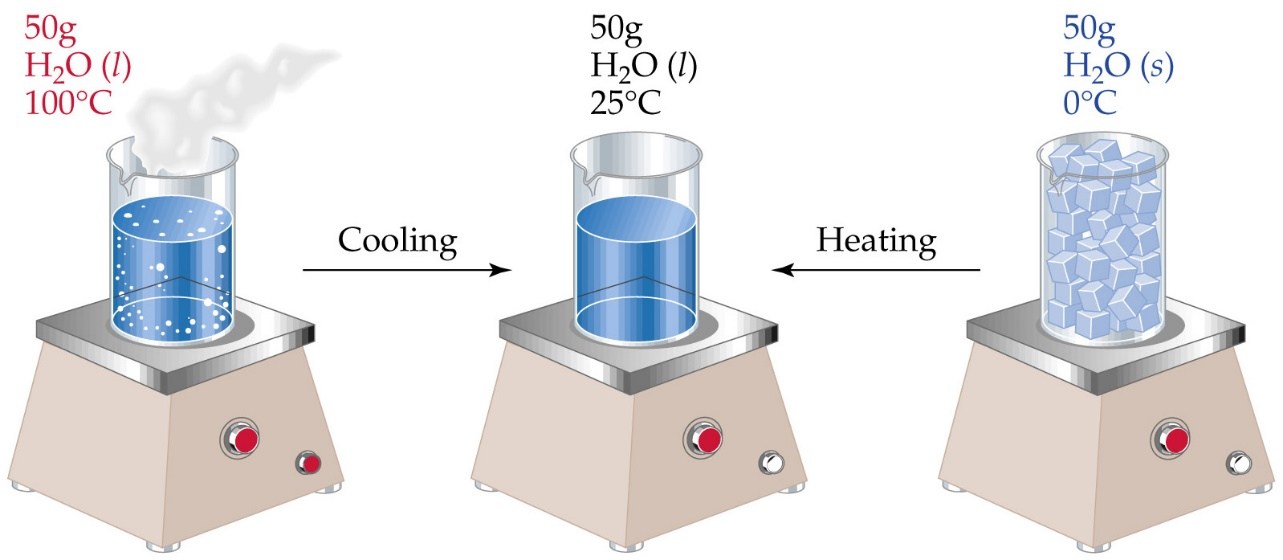 50g
H₂O (l)
100°C
Cooling
50g
H₂O (l)
25°C
Heating
50g
H₂O (s)
0°C